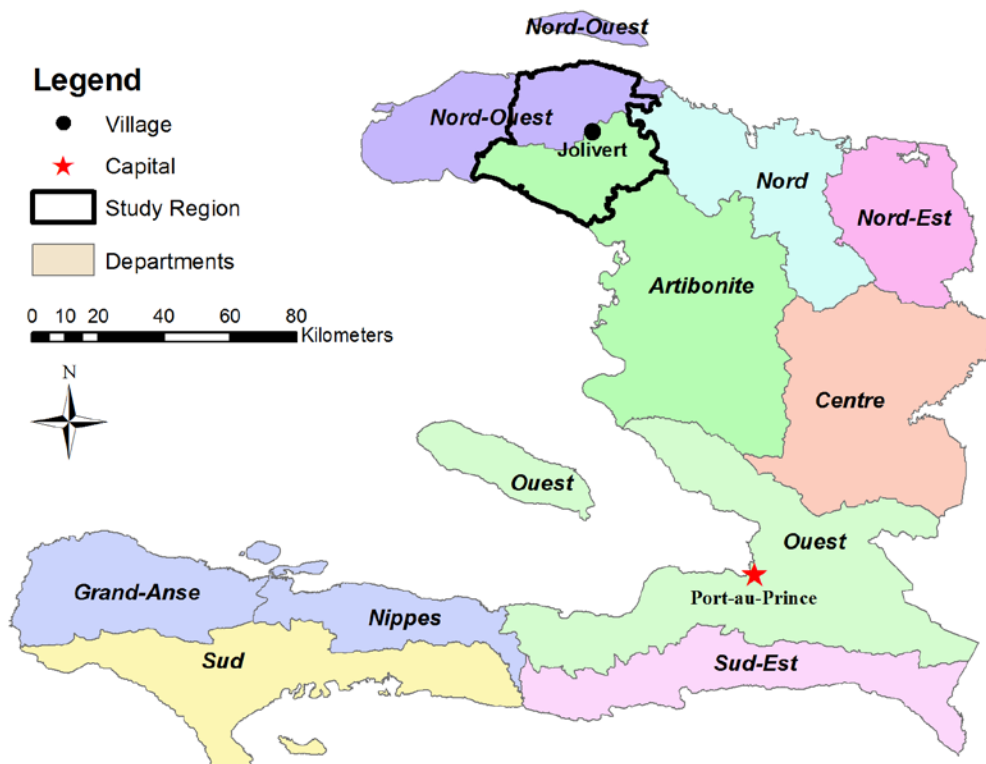 Nord-Ouest
Legend
Village
Capital
Study Region
Departments
0 10 20 40 60 80
Kilometers
N
Nord-Ouest
Jolivert
Nord
Nord-Est
Artibonite
Centre
Ouest
Ouest
Port-au-Prince
Grand-Anse
Nippes
Sud
Sud-Est